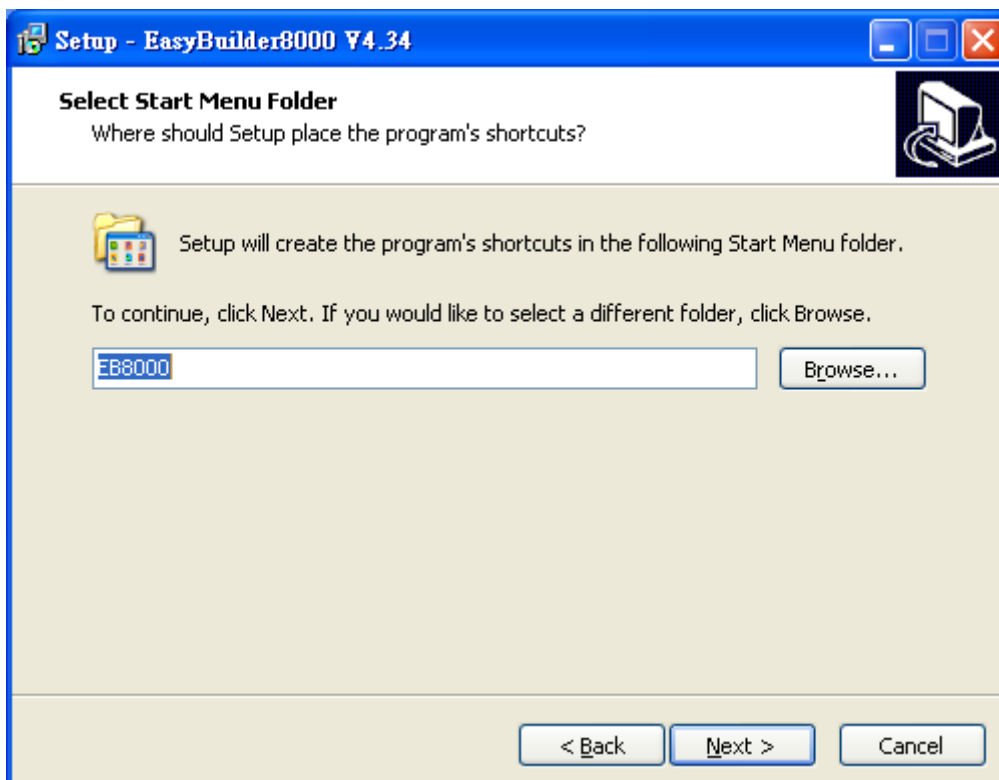 Setup - EasyBuilder8000 V4.34
Select Start Menu Folder
Where should Setup place the program's shortcuts?
Setup will create the program's shortcuts in the following Start Menu folder.
To continue, click Next. If you would like to select a different folder, click Browse.
EB8000
Browse...
< Back
Next >
Cancel